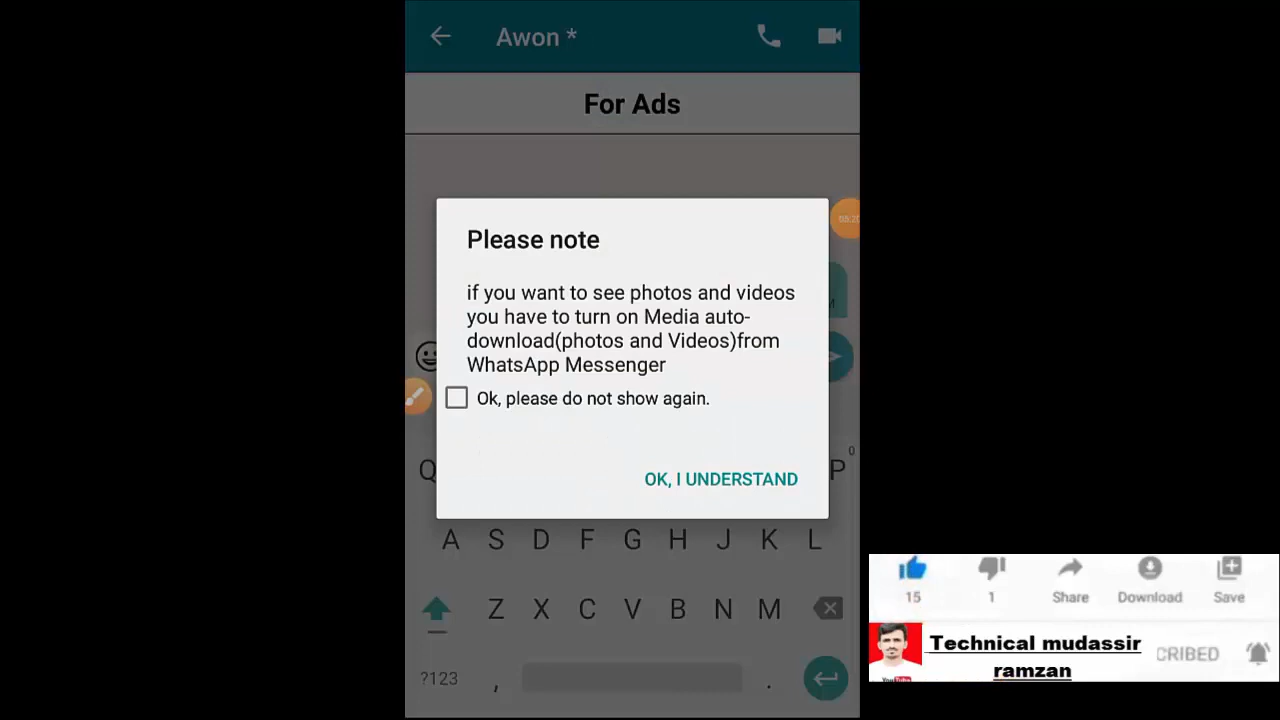 Awon *
For Ads
Please note
if you want to see photos and videos
you have to turn on Media auto-
download(photos and Videos)from
WhatsApp Messenger
Ok, please do not show again.
OK, I UNDERSTAND
Q P 0
A S D F G H J K L
Z X C V B N M
?123 , .
15 1 Share Download Save
Technical mudassir
ramzan
CRIBED